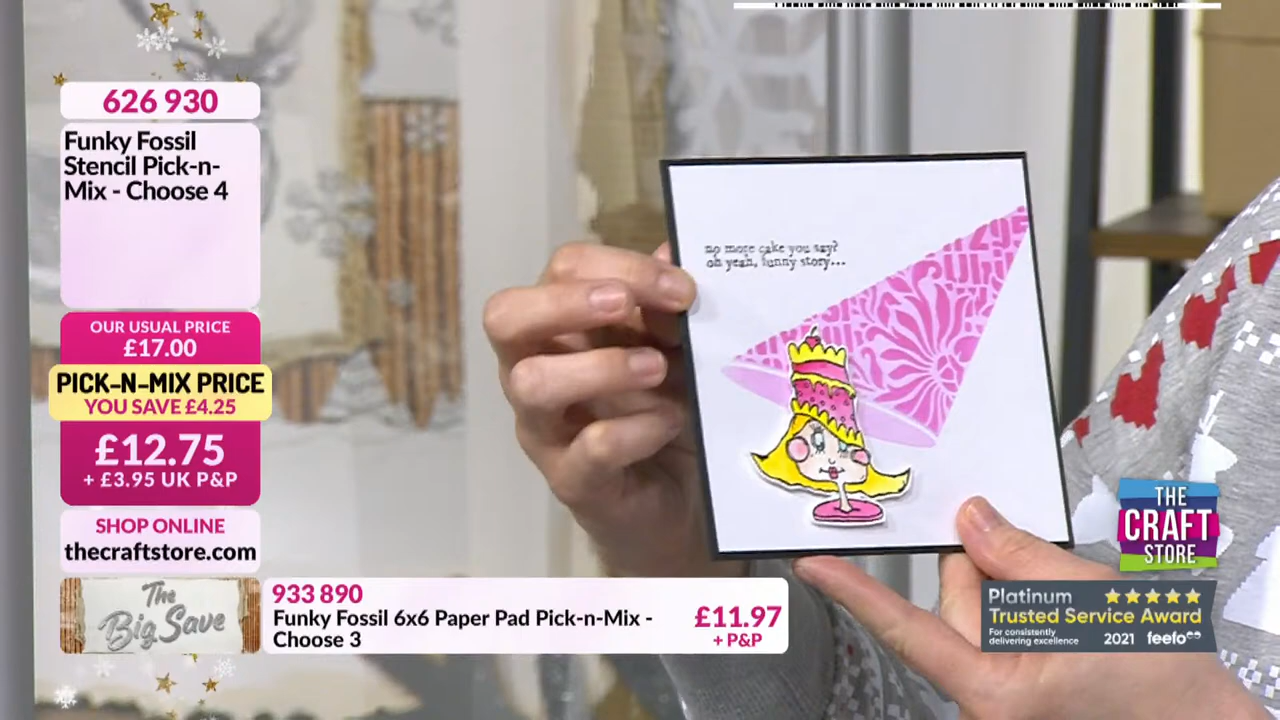 626 930
Funky Fossil
Stencil Pick-n-
Mix - Choose 4
OUR USUAL PRICE
£17.00
PICK-N-MIX PRICE
YOU SAVE £4.25
£12.75
+ £3.95 UK P&P
SHOP ONLINE
thecraftstore.com
The
Big Save
933 890
Funky Fossil 6x6 Paper Pad Pick-n-Mix -
Choose 3
£11.97
+ P&P
no more cake you say?
oh yeah, funny story...
THE
CRAFT
STORE
Platinum
Trusted Service Award
For consistently
delivering excellence
2021 feefo